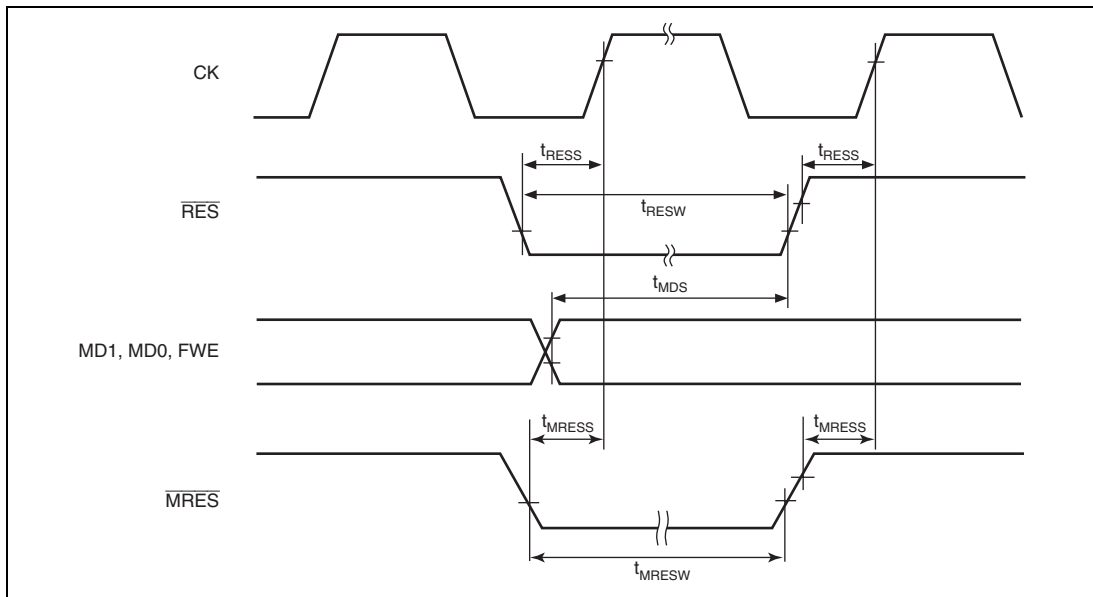 CK
tRESS
tRESS
RES
tRESW
tMDS
MD1, MD0, FWE
tMRESS
tMRESS
MRES
tMRESW